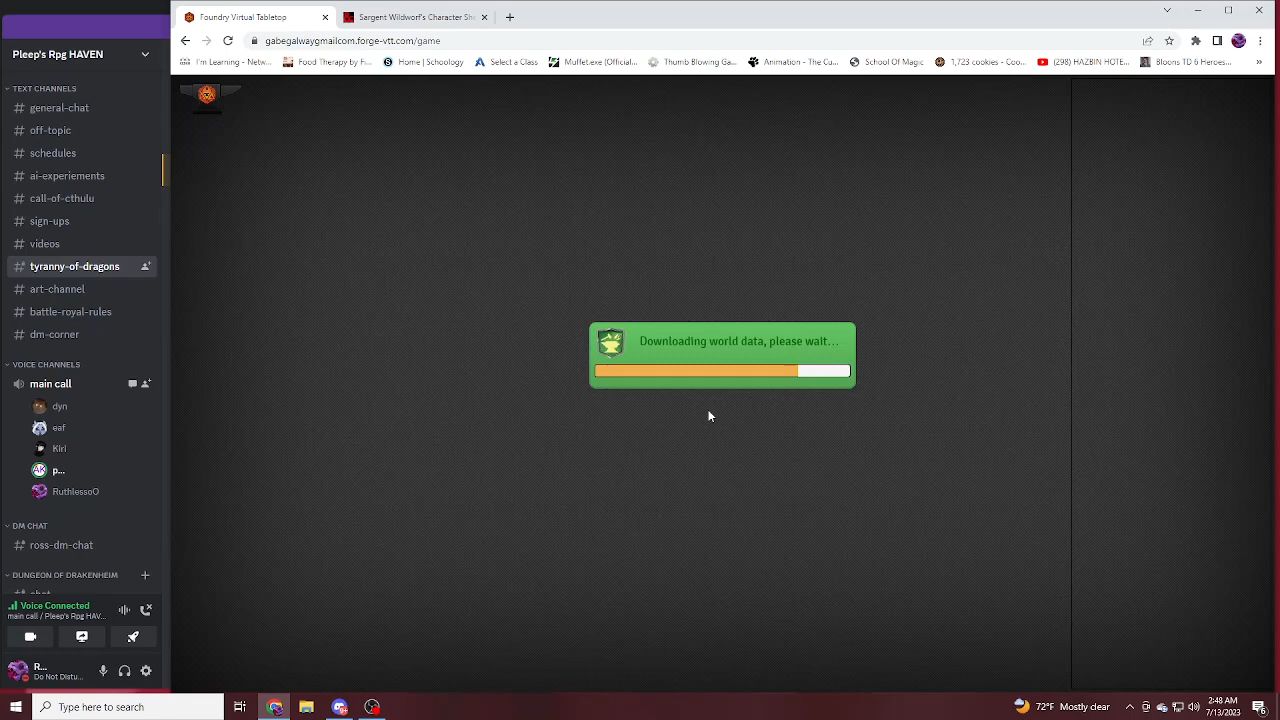 Foundry Virtual Tabletop
Sargent Wildworf's Character She
gabegalwaygmailcom.forge-vtt.com/game
I'm Learning - Netw...
Food Therapy by Fi...
Home | Schoology
Select a Class
Muffet.exe(Official...
Thumb Blowing Ga...
Animation - The Cu...
School Of Magic
1,723 cookies - Coo...
(298) HAZBIN HOTE...
Bloons TD 6 Heroes...
Pleep's Rpg HAVEN
TEXT CHANNELS
general-chat
off-topic
schedules
ai-experiements
call-of-cthulu
sign-ups
videos
tyranny-of-dragons
art-channel
battle-royal-rules
dm-corner
VOICE CHANNELS
main call
dyn
ear
Kiri
AK p...
RuthlessoO
DM CHAT
ross-dm-chat
DUNGEON OF DRAKENHEIM
Voice Connected
main call / Pleep's Rpg HAV...
R...
Do Not Distu...
Downloading world data, please wait...
Type here to search
72°F Mostly clear
2:48 AM
7/13/2023
6